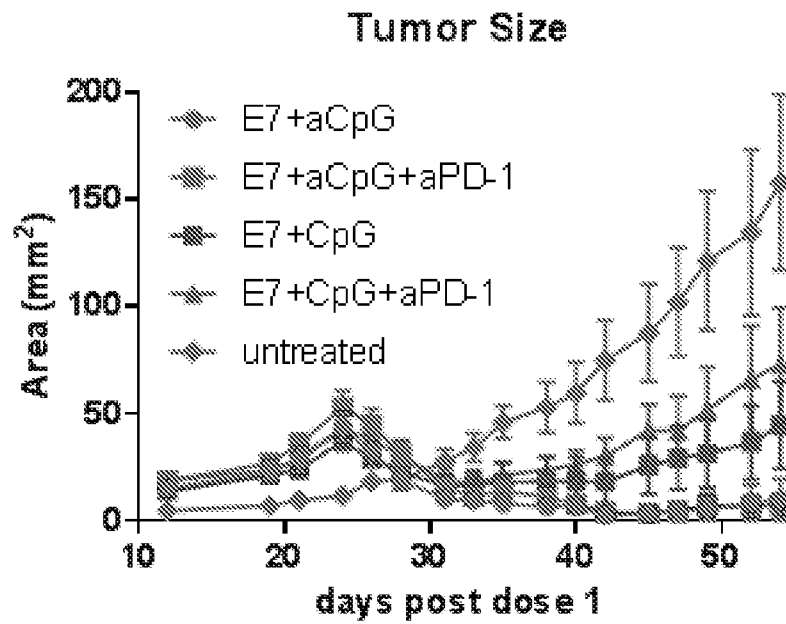 Tumor Size
200
150
100
50
0
Area (mm²)
E7+aCpG
E7+aCpG+aPD-1
E7+CpG
E7+CpG+aPD-1
untreated
10 20 30 40 50
days post dose 1